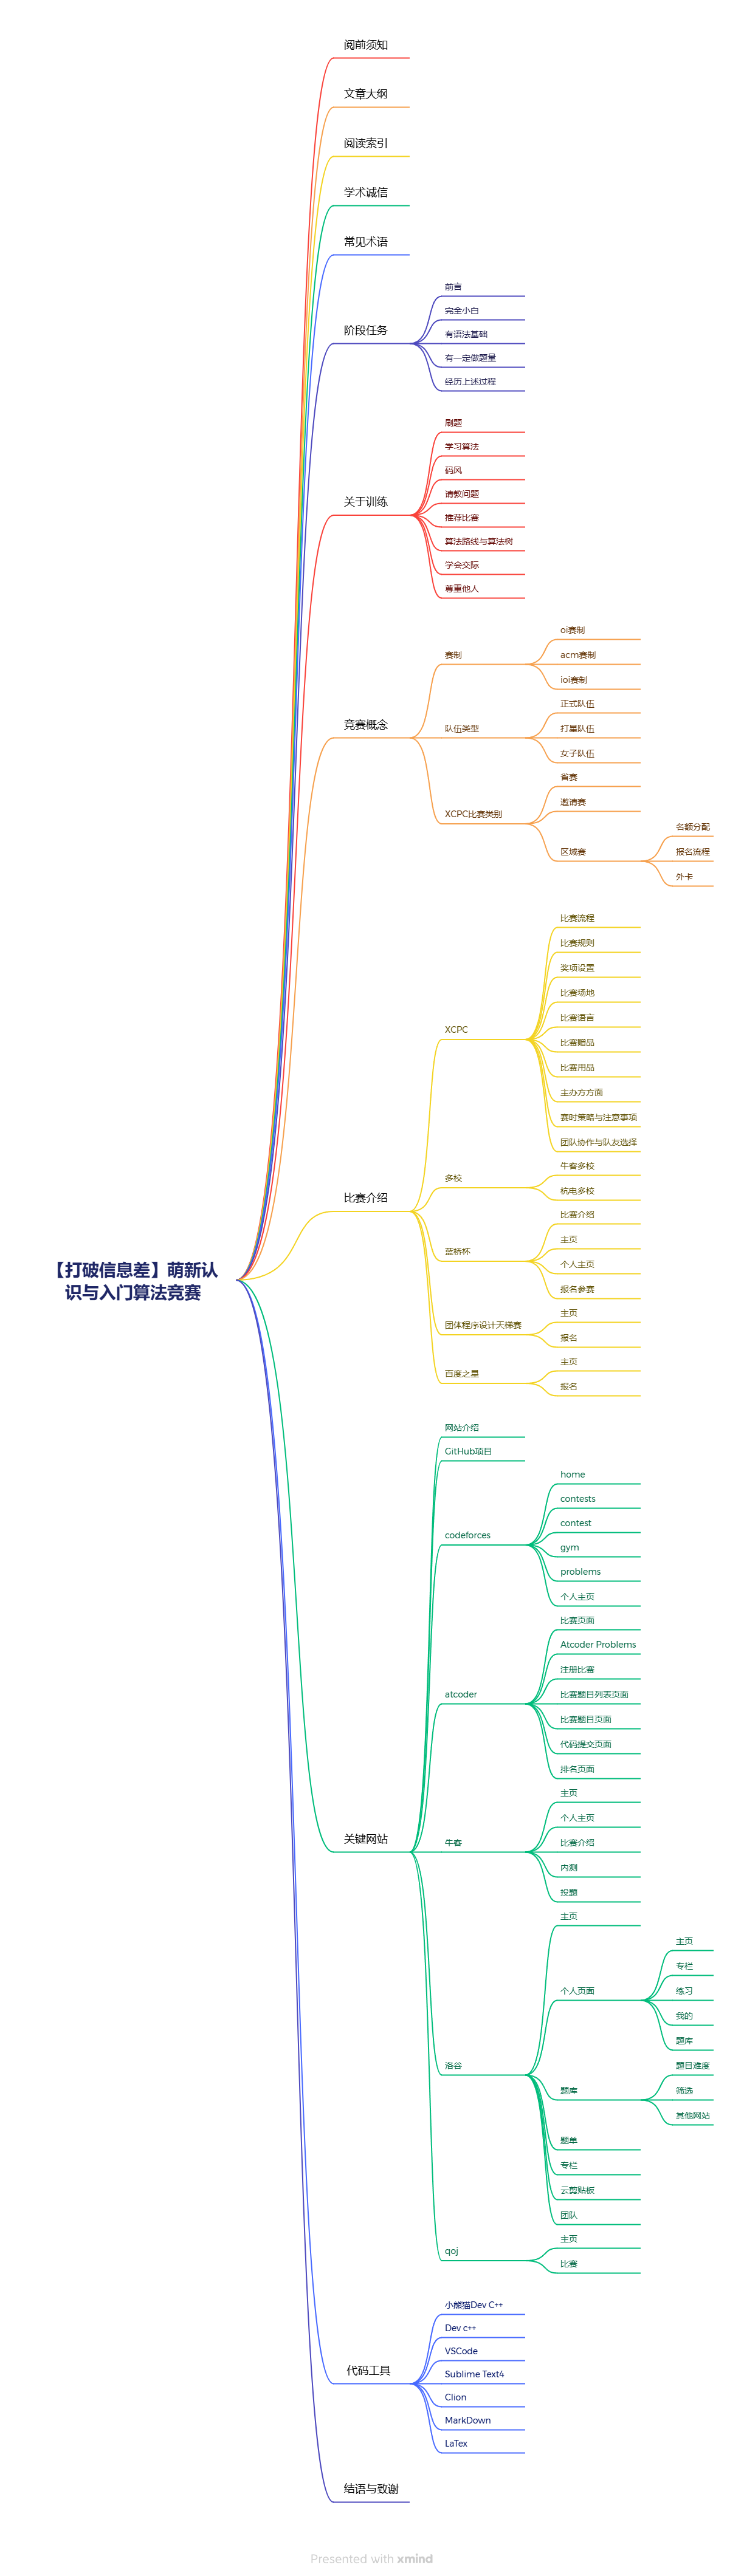 【打破信息差】萌新认
识与入门算法竞赛
阅前须知
文章大纲
阅读索引
学术诚信
常见术语
阶段任务
前言
完全小白
有语法基础
有一定做题量
经历上述过程
关于训练
刷题
学习算法
码风
请教问题
推荐比赛
算法路线与算法树
学会交际
尊重他人
竞赛概念
赛制
oi赛制
acm赛制
ioi赛制
队伍类型
正式队伍
打星队伍
女子队伍
XCPC比赛类别
省赛
邀请赛
区域赛
名额分配
报名流程
外卡
比赛介绍
XCPC
比赛流程
比赛规则
奖项设置
比赛场地
比赛语言
比赛赠品
比赛用品
主办方方面
赛时策略与注意事项
团队协作与队友选择
多校
牛客多校
杭电多校
蓝桥杯
比赛介绍
主页
个人主页
报名参赛
团体程序设计天梯赛
主页
报名
百度之星
主页
报名
关键网站
网站介绍
GitHub项目
codeforces
home
contests
contest
gym
problems
个人主页
atcoder
比赛页面
Atcoder Problems
注册比赛
比赛题目列表页面
比赛题目页面
代码提交页面
排名页面
牛客
主页
个人主页
比赛介绍
内测
投题
洛谷
主页
个人页面
主页
专栏
练习
我的
题库
题库
题目难度
筛选
其他网站
题单
专栏
云剪贴板
团队
qoj
主页
比赛
代码工具
小熊猫Dev C++
Dev c++
VSCode
Sublime Text4
Clion
MarkDown
LaTex
结语与致谢
Presented with xmind